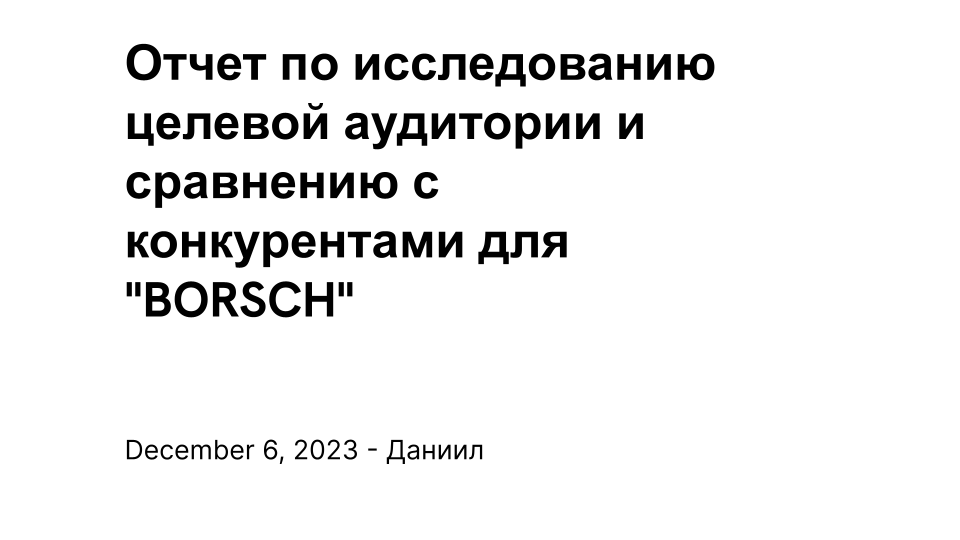 Отчет по исследованию
целевой аудитории и
сравнению с
конкурентами для
"BORSCH"
December 6, 2023 - Даниил